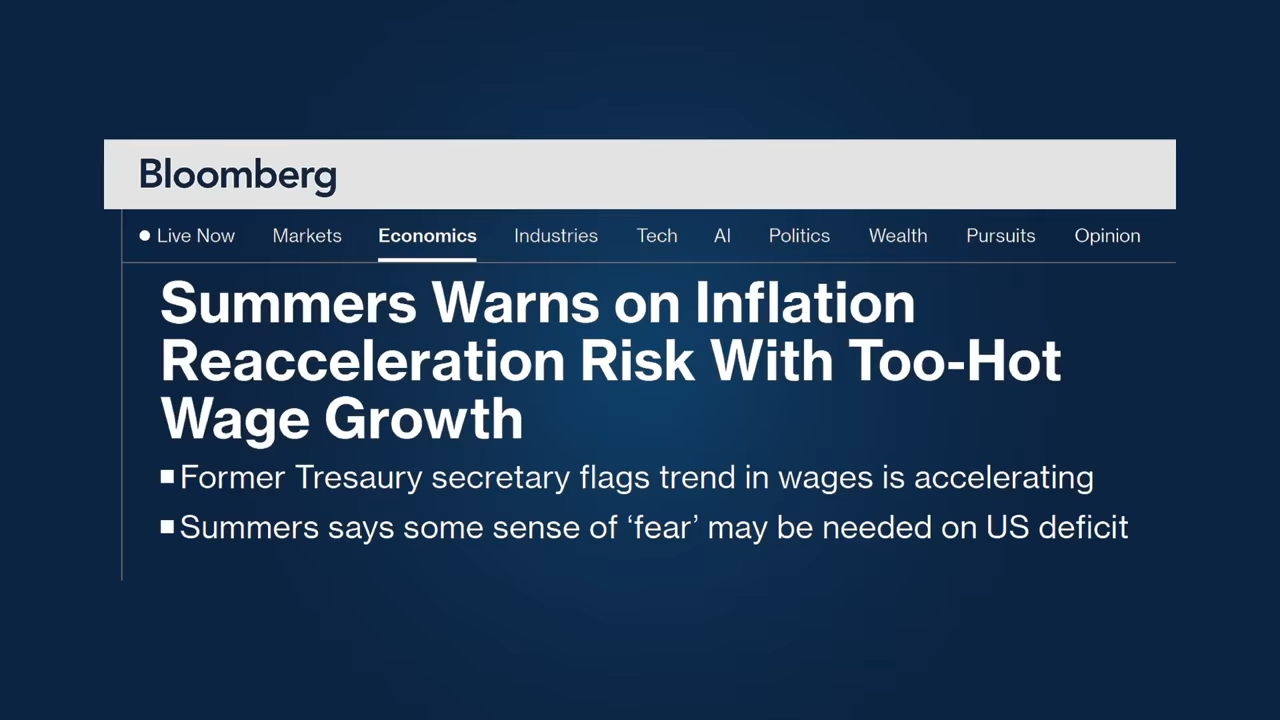 Bloomberg
Live Now Markets Economics Industries Tech AI Politics Wealth Pursuits Opinion
Summers Warns on Inflation
Reacceleration Risk With Too-Hot
Wage Growth
Former Tresaury secretary flags trend in wages is accelerating
Summers says some sense of ‘fear’ may be needed on US deficit